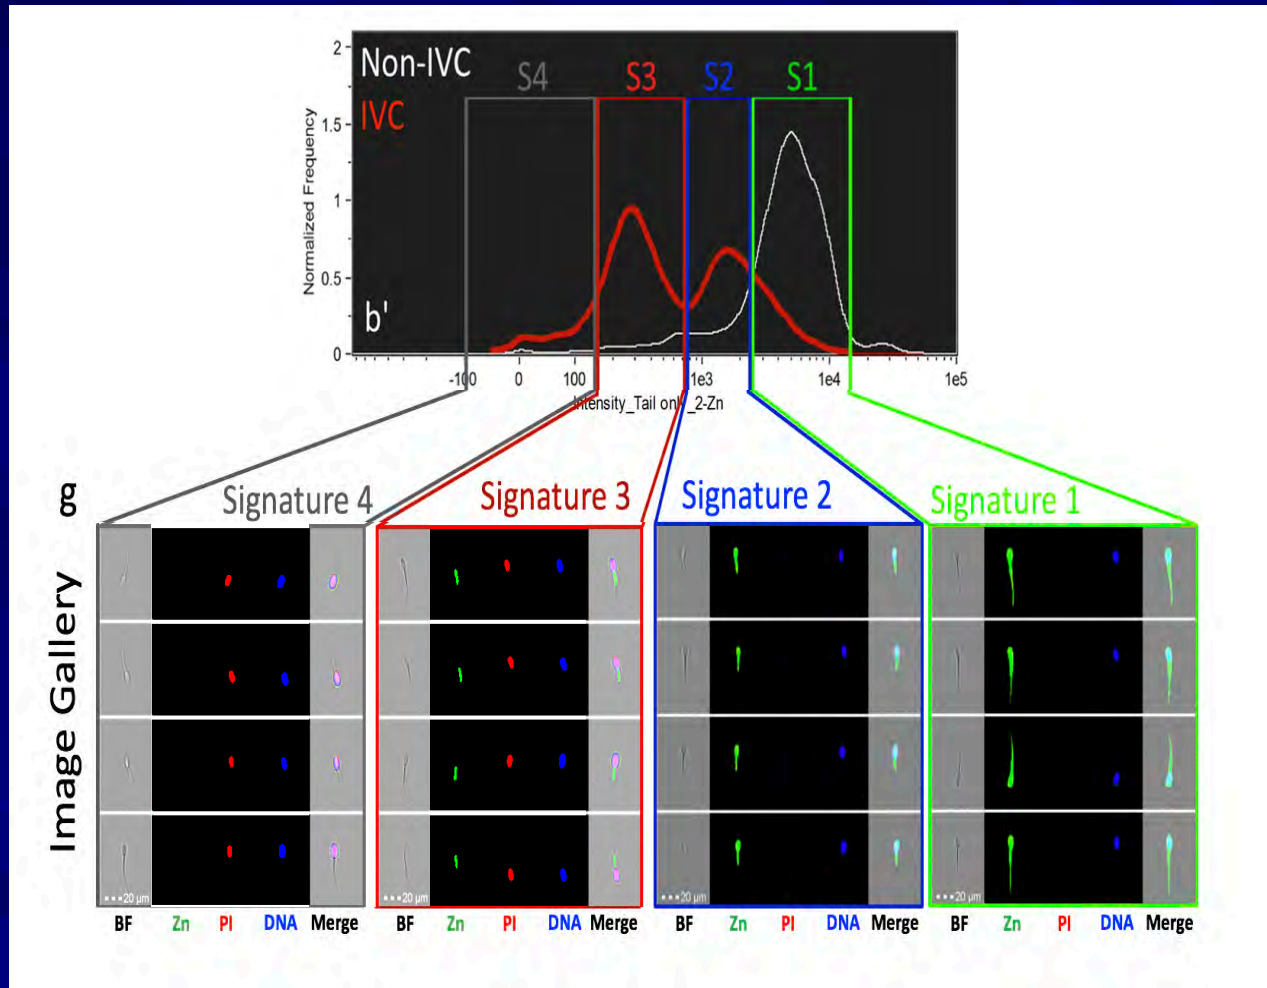 Non-IVC
IVC
S4 S3 S2 S1
2
1.5
1
0.5
0
Normalized Frequency
b'
-100 0 100 1e3 1e4 1e5
Intensity_Tail only_2-Zn
g
Image Gallery
Signature 4 Signature 3 Signature 2 Signature 1
20 µm 20 µm 20 µm 20 µm
BF Zn PI DNA Merge BF Zn PI DNA Merge BF Zn PI DNA Merge BF Zn PI DNA Merge